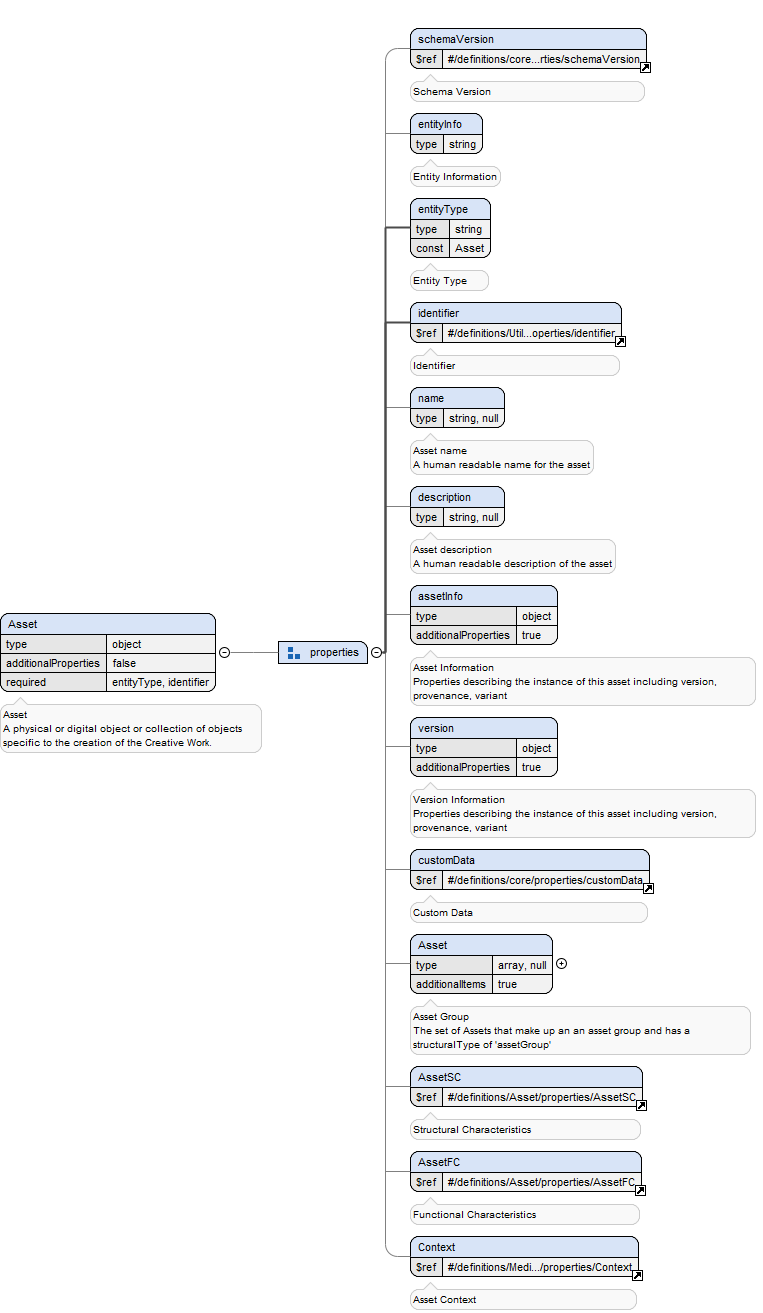 Asset
type object
additionalProperties false
required entityType, identifier
Asset
A physical or digital object or collection of objects
specific to the creation of the Creative Work.
properties
schemaVersion
$ref #/definitions/core...rties/schemaVersion
Schema Version
entityInfo
type string
Entity Information
entityType
type string
const Asset
Entity Type
identifier
$ref #/definitions/Util...operties/identifier
Identifier
name
type string, null
Asset name
A human readable name for the asset
description
type string, null
Asset description
A human readable description of the asset
assetInfo
type object
additionalProperties true
Asset Information
Properties describing the instance of this asset including version,
provenance, variant
version
type object
additionalProperties true
Version Information
Properties describing the instance of this asset including version,
provenance, variant
customData
$ref #/definitions/core/properties/customData
Custom Data
Asset
type array, null
additionalItems true
Asset Group
The set of Assets that make up an an asset group and has a
structuralType of 'assetGroup'
AssetSC
$ref #/definitions/Asset/properties/AssetSC
Structural Characteristics
AssetFC
$ref #/definitions/Asset/properties/AssetFC
Functional Characteristics
Context
$ref #/definitions/Medi.../properties/Context
Asset Context